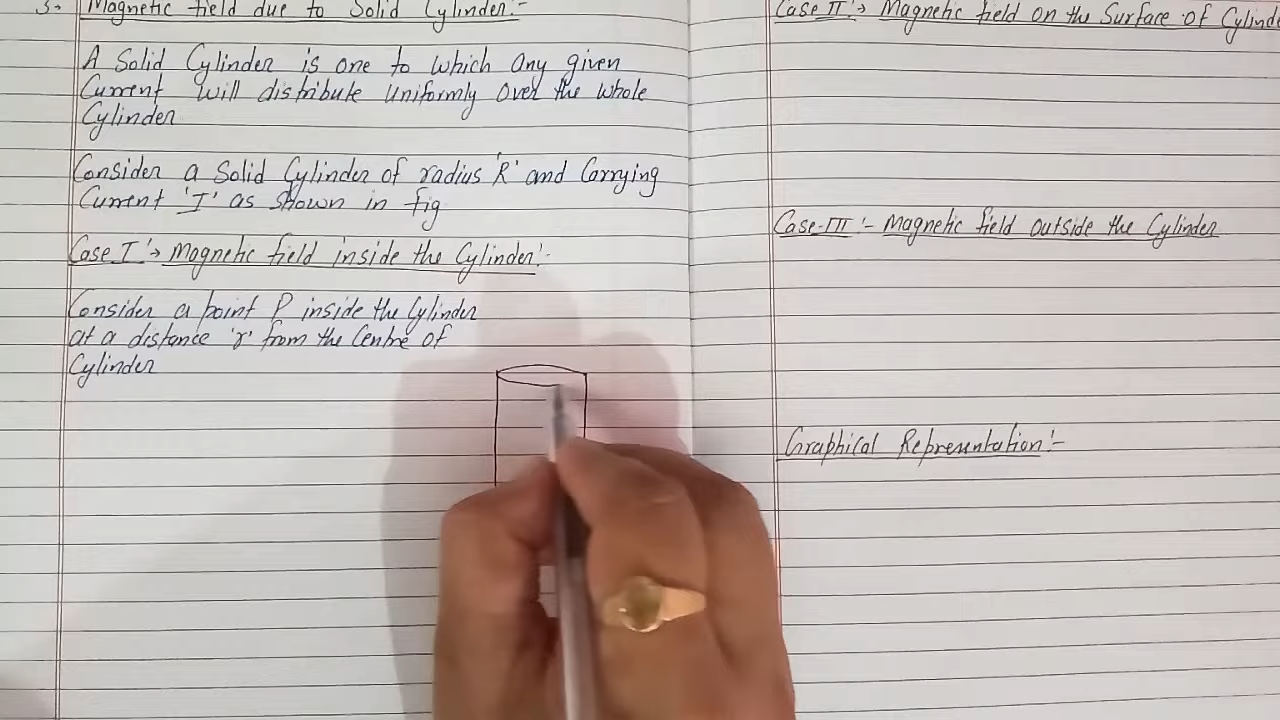 3. Magnetic field due to Solid Cylinder:-
A Solid Cylinder is one to which any given
Current Will distribute Uniformly Over the Whole
Cylinder
Consider a Solid Cylinder of radius 'R' and Carrying
Current 'I' as shown in fig
Case I:→ Magnetic field inside the Cylinder:-
Consider a point P inside the Cylinder
at a distance 'r' from the Centre of
Cylinder
Case II:→ Magnetic field on the Surface of Cylinde
Case-III:- Magnetic field outside the Cylinder
Graphical Representation:-